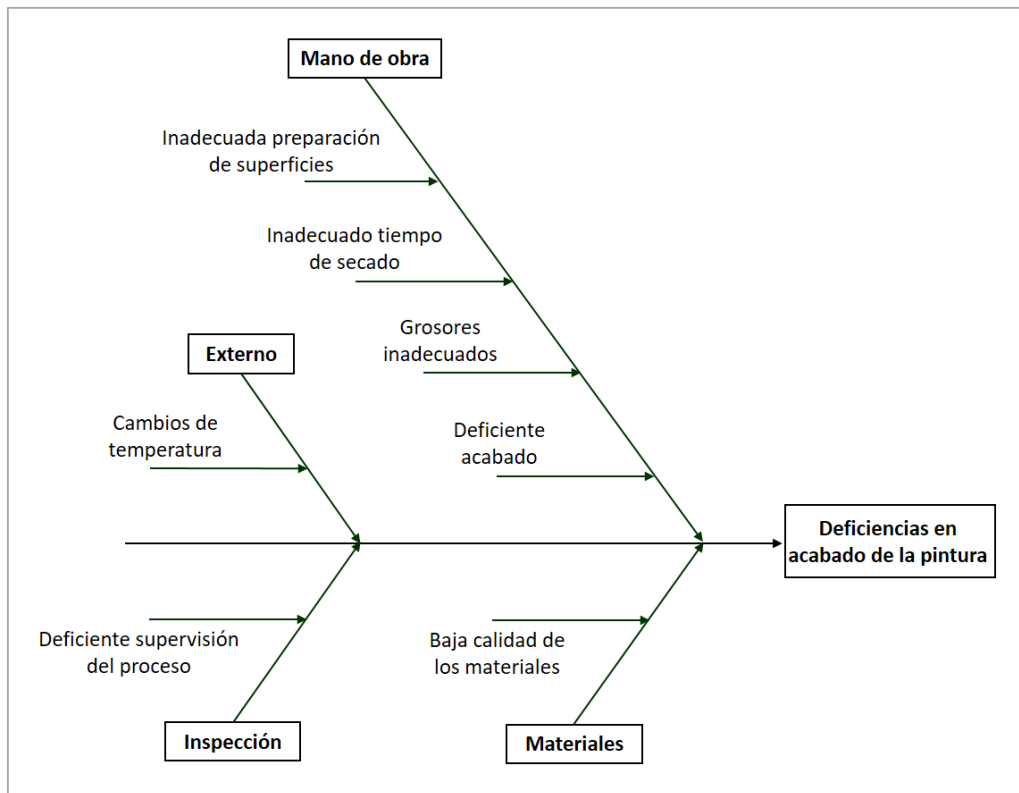 Mano de obra
Inadecuada preparación
de superficies
Inadecuado tiempo
de secado
Grosores
inadecuados
Externo
Cambios de
temperatura
Deficiente
acabado
Deficiencias en
acabado de la pintura
Deficiente supervisión
del proceso
Baja calidad de
los materiales
Inspección
Materiales